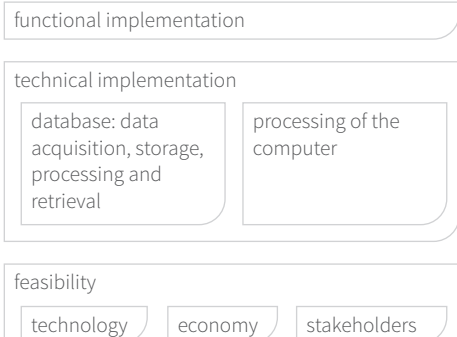 functional implementation
technical implementation
database: data
acquisition, storage,
processing and
retrieval
processing of the
computer
feasibility
technology
economy
stakeholders